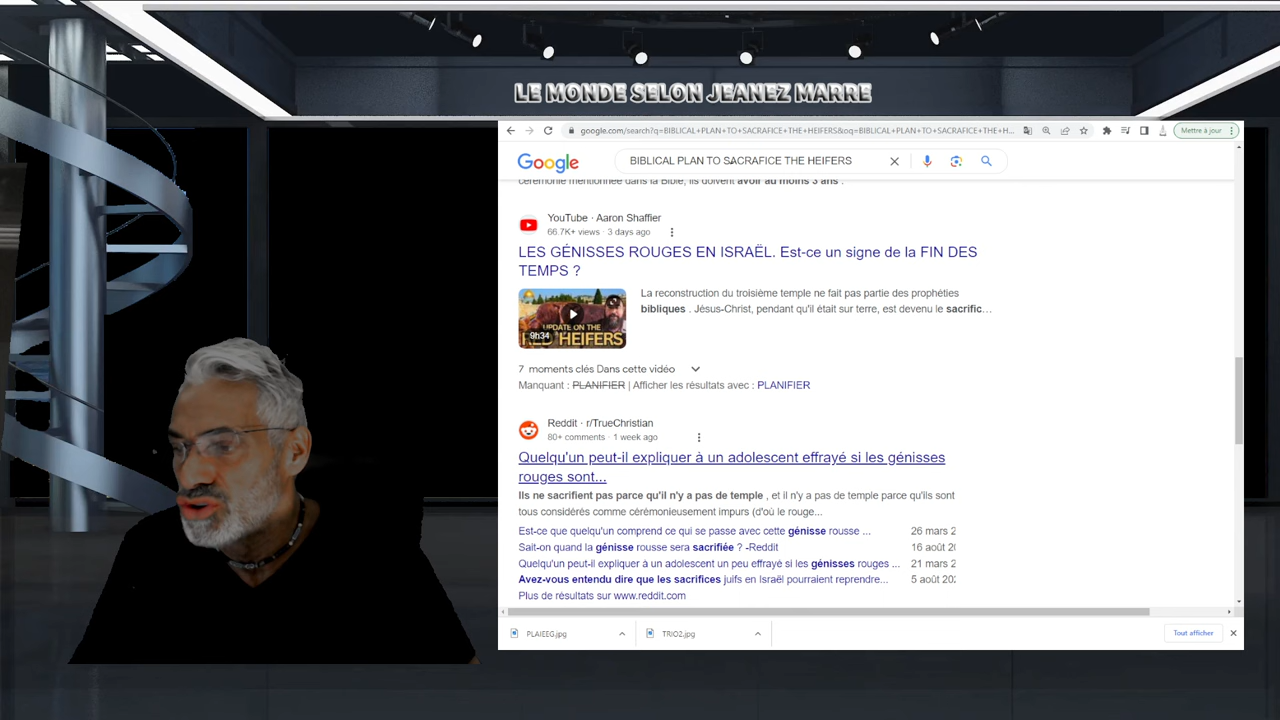 LE MONDE SELON JEANEZ MARRE
google.com/search?q=BIBLICAL+PLAN+TO+SACRAFICE+THE+HEIFERS&oq=BIBLICAL+PLAN+TO+SACRAFICE+THE+H...
Mettre à jour
Google
BIBLICAL PLAN TO SACRAFICE THE HEIFERS
cérémonie mentionnée dans la Bible, ils doivent avoir au moins 3 ans .
YouTube · Aaron Shaffier
66.7K+ views · 3 days ago
LES GÉNISSES ROUGES EN ISRAËL. Est-ce un signe de la FIN DES
TEMPS ?
La reconstruction du troisième temple ne fait pas partie des prophéties
bibliques . Jésus-Christ, pendant qu'il était sur terre, est devenu le sacrific...
UPDATE ON THE
RED HEIFERS
9h34
7 moments clés Dans cette vidéo
Manquant : PLANIFIER | Afficher les résultats avec : PLANIFIER
Reddit · r/TrueChristian
80+ comments · 1 week ago
Quelqu'un peut-il expliquer à un adolescent effrayé si les génisses
rouges sont...
Ils ne sacrifient pas parce qu'il n'y a pas de temple , et il n'y a pas de temple parce qu'ils sont
tous considérés comme cérémonieusement impurs (d'où le rouge...
Est-ce que quelqu'un comprend ce qui se passe avec cette génisse rousse ... 26 mars 2
Sait-on quand la génisse rousse sera sacrifiée ? -Reddit 16 août 20
Quelqu'un peut-il expliquer à un adolescent un peu effrayé si les génisses rouges ... 21 mars 2
Avez-vous entendu dire que les sacrifices juifs en Israël pourraient reprendre... 5 août 202
Plus de résultats sur www.reddit.com
PLAIEEG.jpg TRIO2.jpg Tout afficher